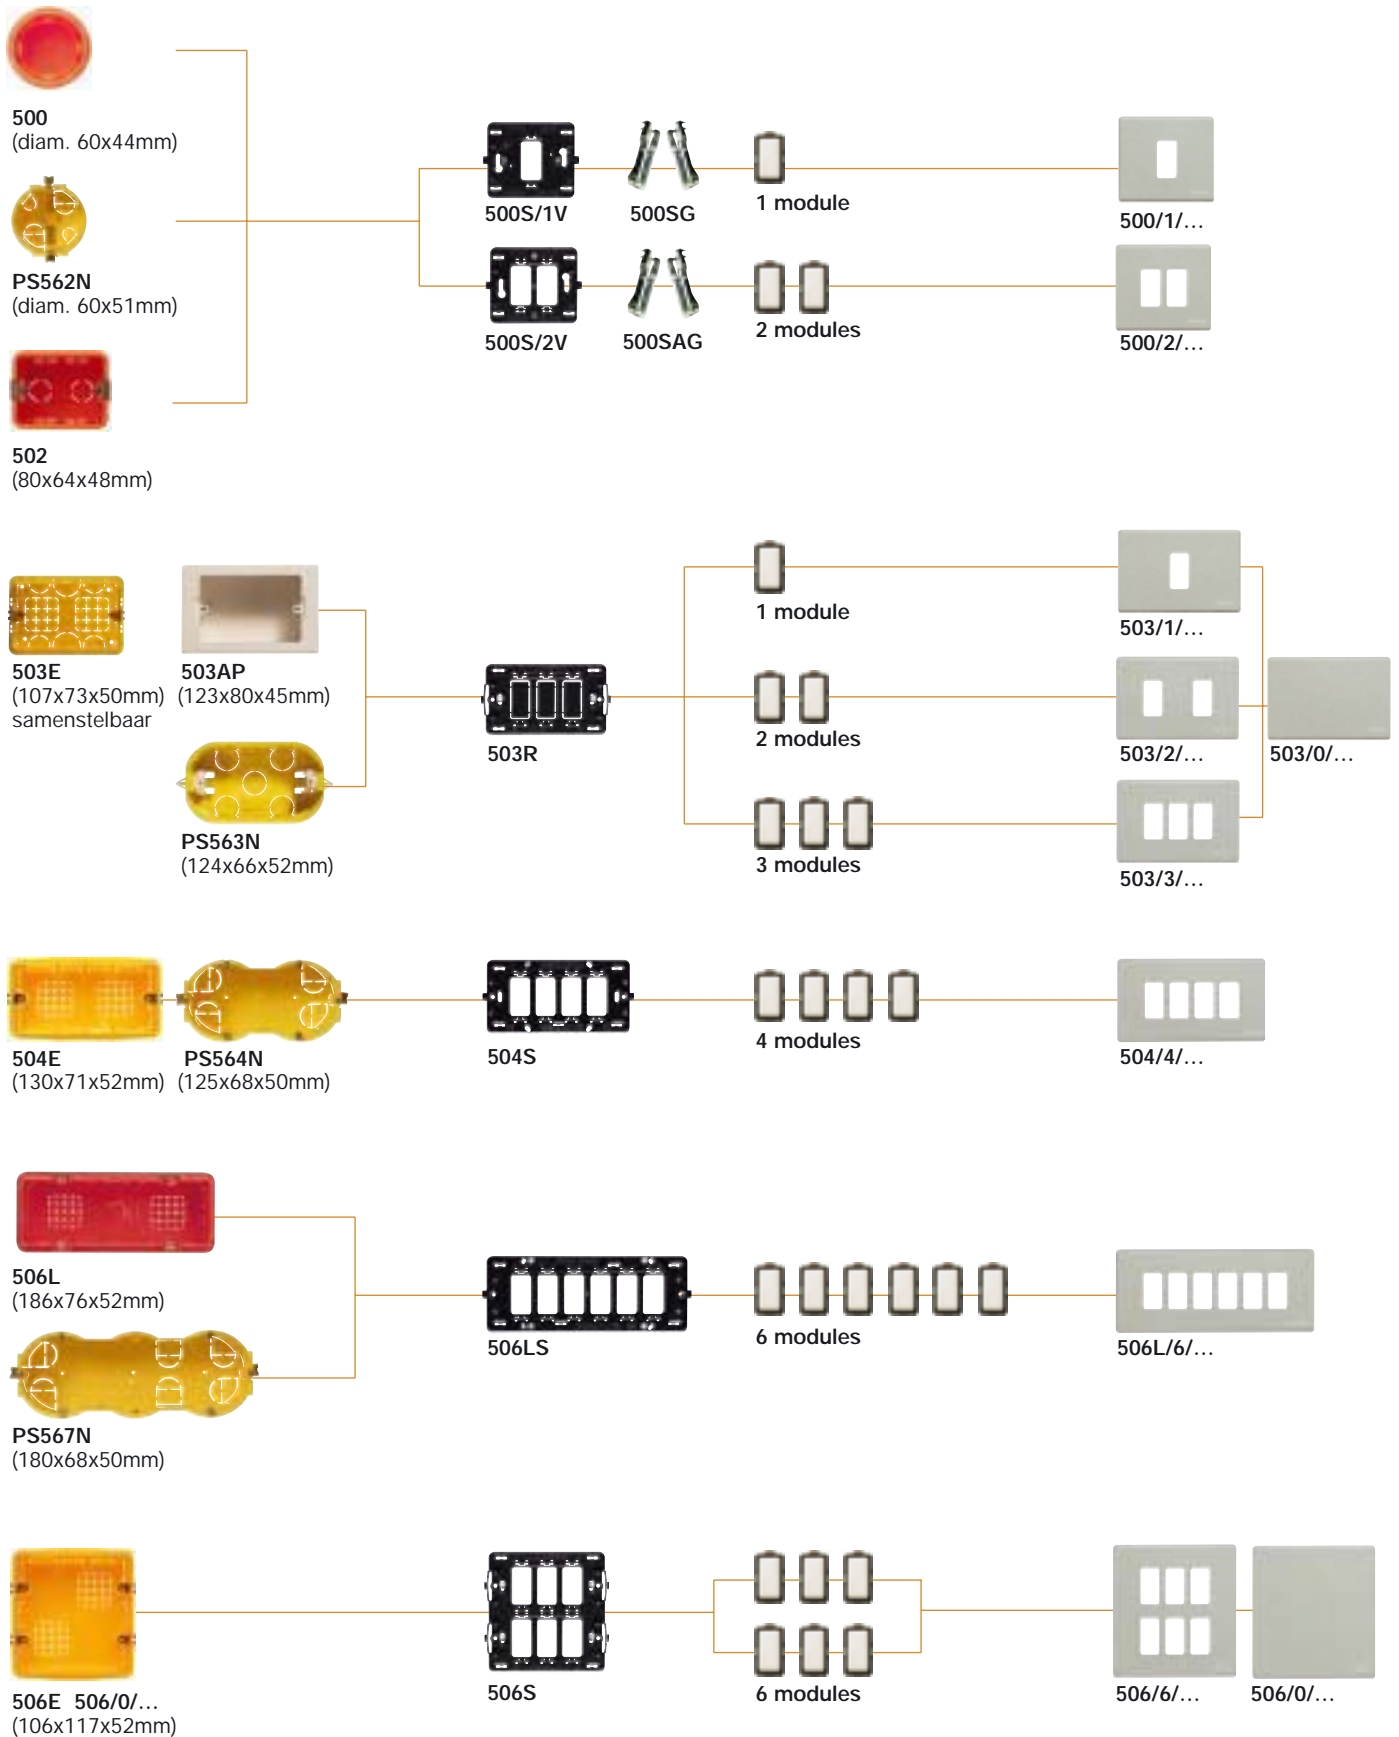 500
(diam. 60x44mm)
PS562N
(diam. 60x51mm)
502
(80x64x48mm)
500S/1V
500SG
1 module
500/1/...
500S/2V
500SAG
2 modules
500/2/...
503E
(107x73x50mm)
samenstelbaar
503AP
(123x80x45mm)
PS563N
(124x66x52mm)
503R
1 module
503/1/...
2 modules
503/2/...
503/0/...
3 modules
503/3/...
504E
(130x71x52mm)
PS564N
(125x68x50mm)
504S
4 modules
504/4/...
506L
(186x76x52mm)
PS567N
(180x68x50mm)
506LS
6 modules
506L/6/...
506E 506/0/...
(106x117x52mm)
506S
6 modules
506/6/...
506/0/...